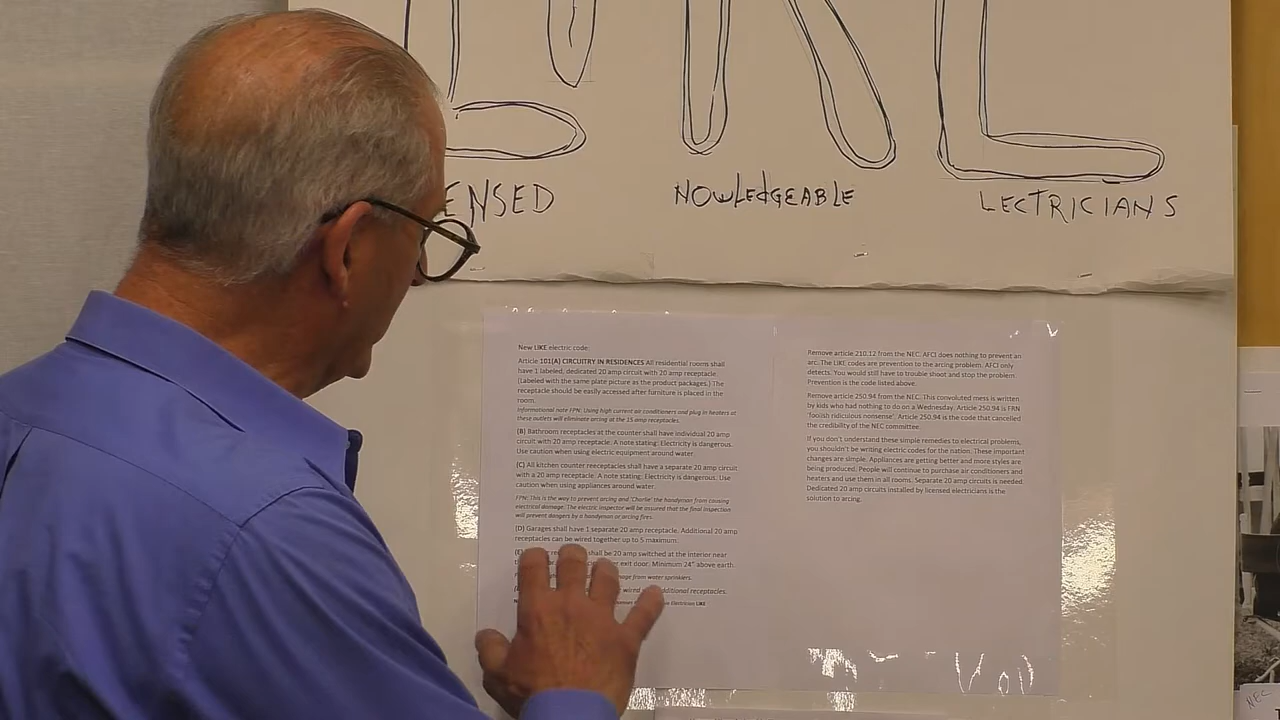 ENSED NOWLEdGEABLE LECTRICIANS
New LIKE electric code:
Article 101(A) CIRCUITRY IN RESIDENCES All residential rooms shall
have 1 labeled, dedicated 20 amp circuit with 20 amp receptacle.
(Labeled with the same plate picture as the product packages.) The
receptacle should be easily accessed after furniture is placed in the
room.
Informational note FPN: Using high current air conditioners and plug in heaters at
these outlets will eliminate arcing at the 15 amp receptacles.
(B) Bathroom receptacles at the counter shall have individual 20 amp
circuit with 20 amp receptacle. A note stating: Electricity is dangerous.
Use caution when using electric equipment around water.
(C) All kitchen counter receptacles shall have a separate 20 amp circuit
with a 20 amp receptacle. A note stating: Electricity is dangerous. Use
caution when using appliances around water.
FPN: This is the way to prevent arcing and 'Charlie' the handyman from causing
electrical damage. The electric inspector will be assured that the final inspection
will prevent dangers by a handyman or arcing fires.
(D) Garages shall have 1 separate 20 amp receptacle. Additional 20 amp
receptacles can be wired together up to 5 maximum.
shall be 20 amp switched at the interior near
exit door. Minimum 24" above earth.
from water sprinklers.
wired additional receptacles.
Electrician LIKE
Remove article 210.12 from the NEC. AFCI does nothing to prevent an
arc. The LIKE codes are prevention to the arcing problem. AFCI only
detects. You would still have to trouble shoot and stop the problem.
Prevention is the code listed above.
Remove article 250.94 from the NEC. This convoluted mess is written
by kids who had nothing to do on a Wednesday. Article 250.94 is FRN
'foolish ridiculous nonsense'. Article 250.94 is the code that cancelled
the credibility of the NEC committee.
If you don't understand these simple remedies to electrical problems,
you shouldn't be writing electric codes for the nation. These important
changes are simple. Appliances are getting better and more styles are
being produced. People will continue to purchase air conditioners and
heaters and use them in all rooms. Separate 20 amp circuits is needed.
Dedicated 20 amp circuits installed by licensed electricians is the
solution to arcing.
NEC